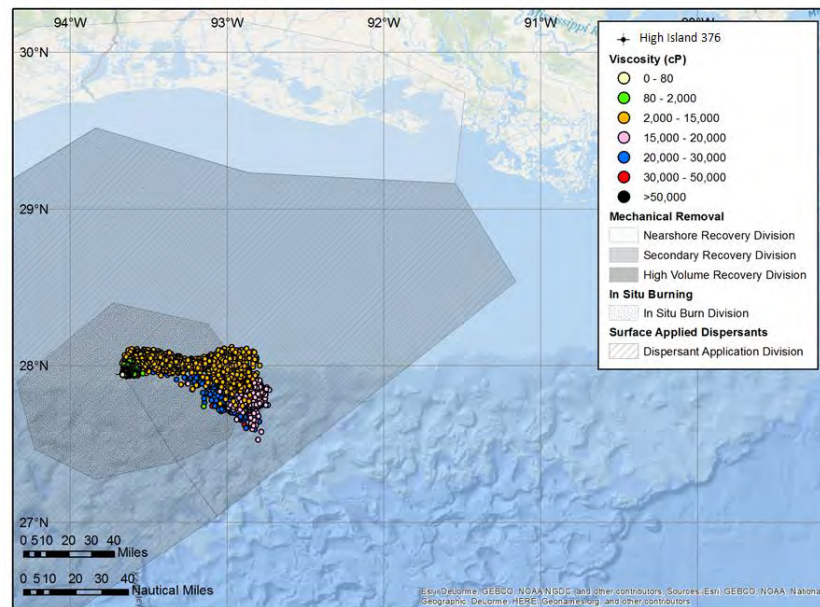 94°W 93°W 92°W 91°W 90°W
30°N
29°N
28°N
27°N
Mississippi
High Island 376
Viscosity (cP)
0 - 80
80 - 2,000
2,000 - 15,000
15,000 - 20,000
20,000 - 30,000
30,000 - 50,000
>50,000
Mechanical Removal
Nearshore Recovery Division
Secondary Recovery Division
High Volume Recovery Division
In Situ Burning
In Situ Burn Division
Surface Applied Dispersants
Dispersant Application Division
0 5 10 20 30 40
Miles
0 5 10 20 30 40
Nautical Miles
Esri, DeLorme, GEBCO, NOAA NGDC, and other contributors, Sources: Esri, GEBCO, NOAA, National
Geographic, DeLorme, HERE, Geonames.org, and other contributors